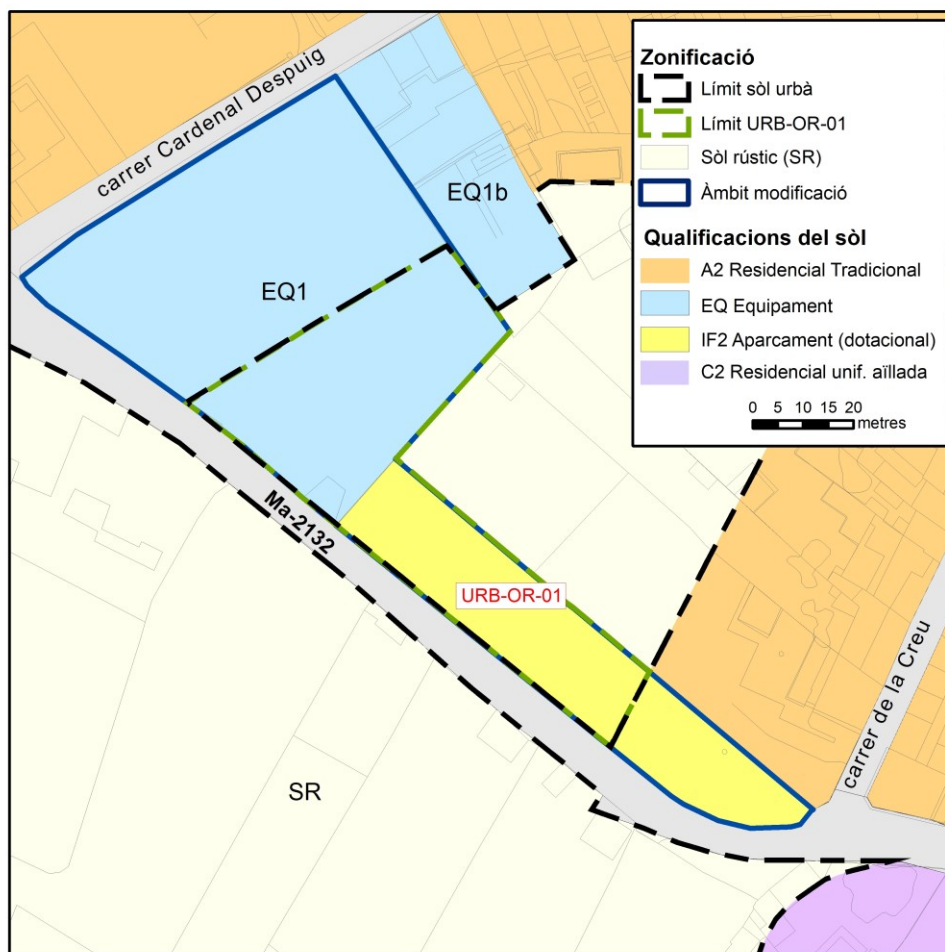 Zonificació
Límit sòl urbà
Límit URB-OR-01
Sòl rústic (SR)
Àmbit modificació
Qualificacions del sòl
A2 Residencial Tradicional
EQ Equipament
IF2 Aparcament (dotacional)
C2 Residencial unif. aïllada
0 5 10 15 20
metres
carrer Cardenal Despuig
EQ1b
EQ1
Ma-2132
URB-OR-01
carrer de la Creu
SR